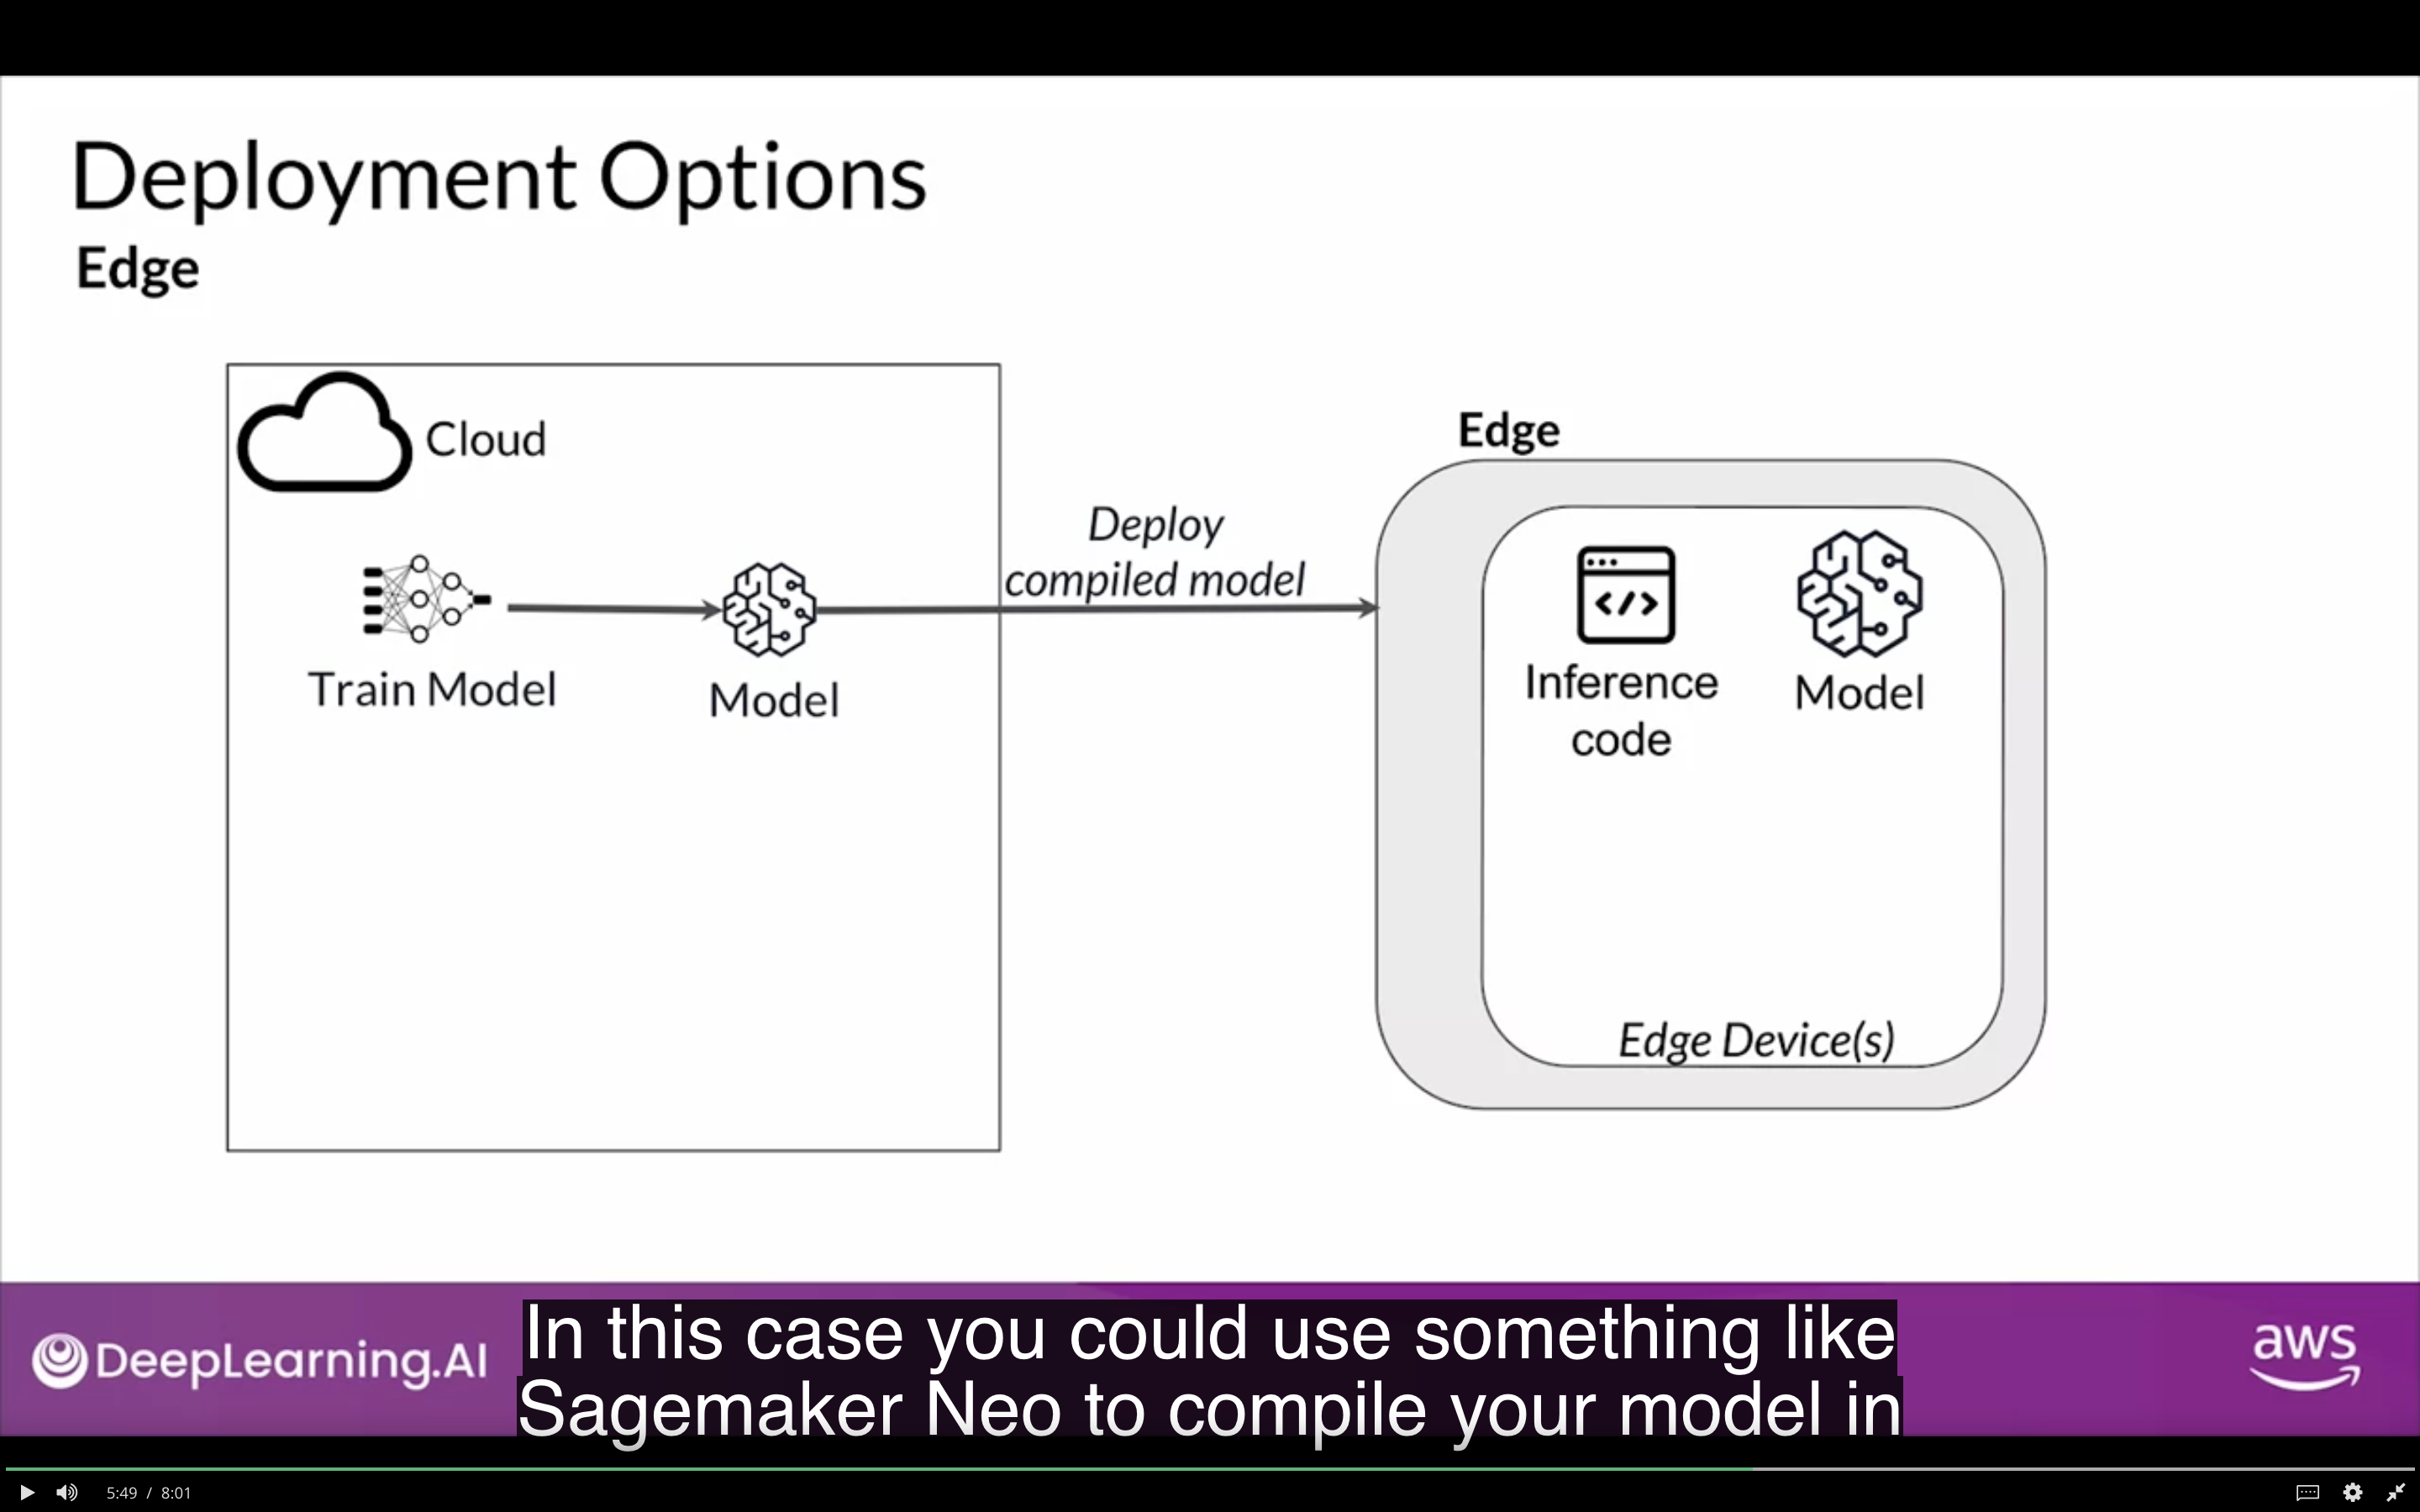 Deployment Options
Edge
Cloud
Train Model
Model
Deploy
compiled model
Edge
</>
Inference
code
Model
Edge Device(s)
DeepLearning.AI
In this case you could use something like
Sagemaker Neo to compile your model in
aws
5:49 / 8:01